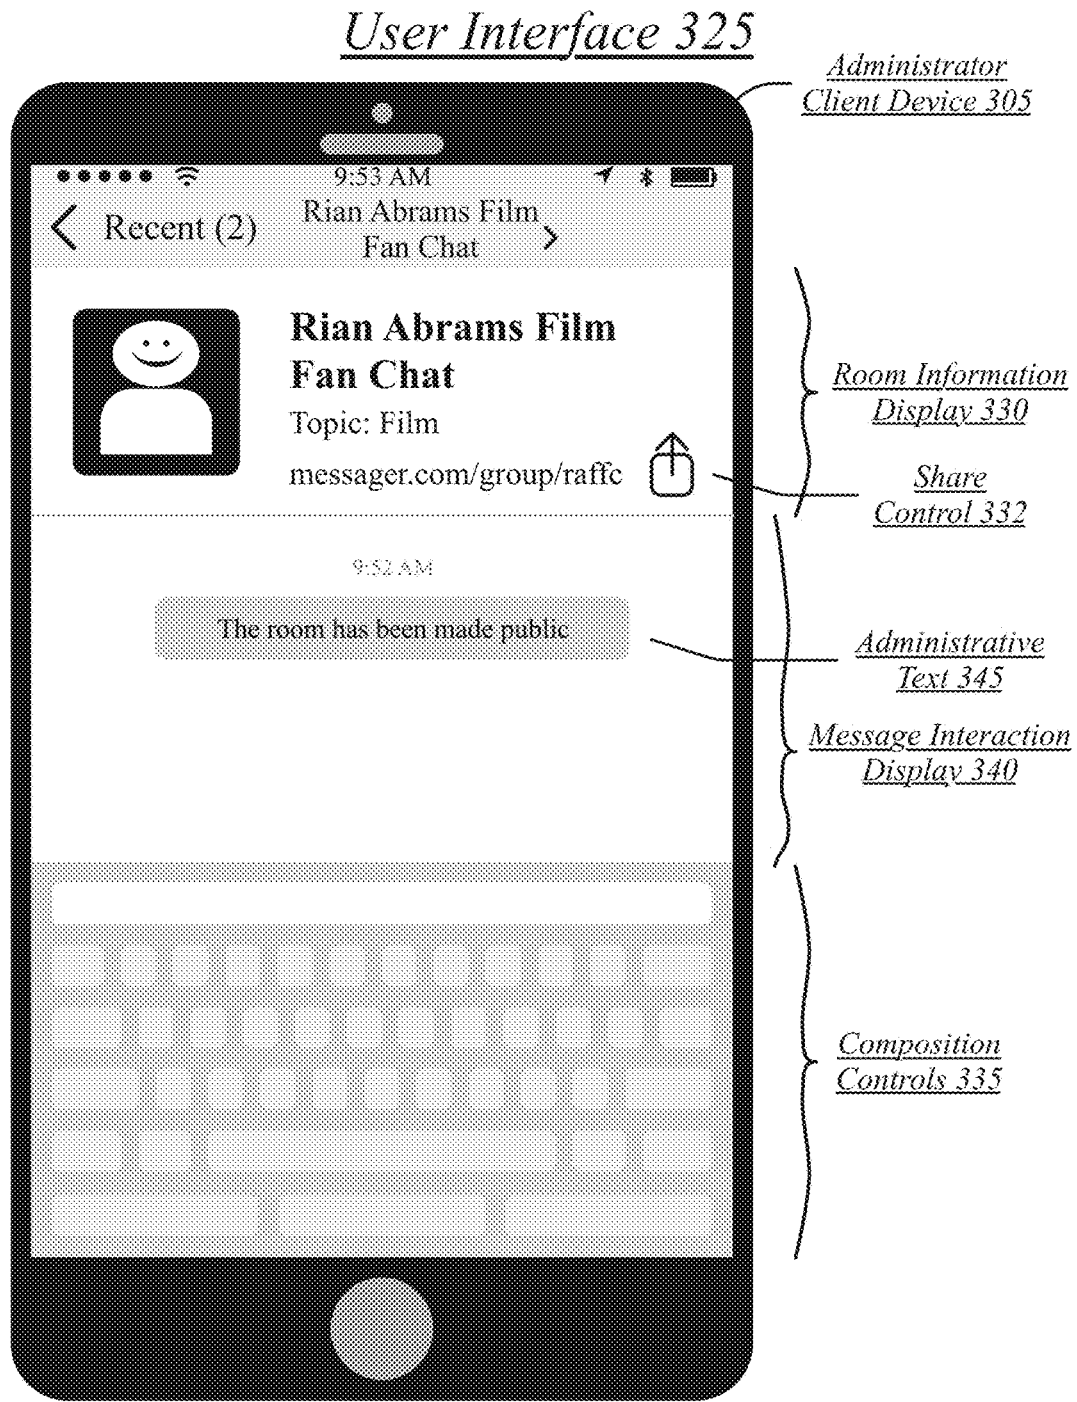 User Interface 325
Administrator
Client Device 305
9:53 AM
Recent (2)
Rian Abrams Film
Fan Chat
Rian Abrams Film
Fan Chat
Topic: Film
messager.com/group/raffc
Room Information
Display 330
Share
Control 332
9:52 AM
The room has been made public
Administrative
Text 345
Message Interaction
Display 340
Composition
Controls 335